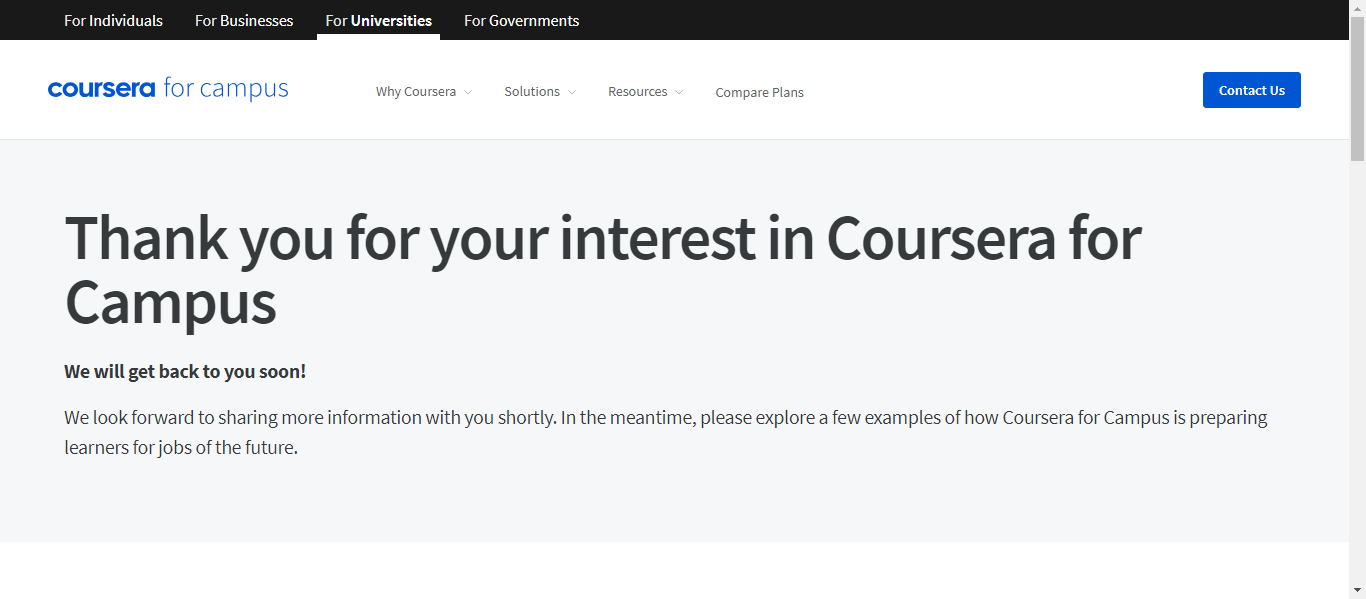 For Individuals For Businesses For Universities For Governments
coursera for campus Why Coursera Solutions Resources Compare Plans Contact Us
Thank you for your interest in Coursera for
Campus
We will get back to you soon!
We look forward to sharing more information with you shortly. In the meantime, please explore a few examples of how Coursera for Campus is preparing
learners for jobs of the future.